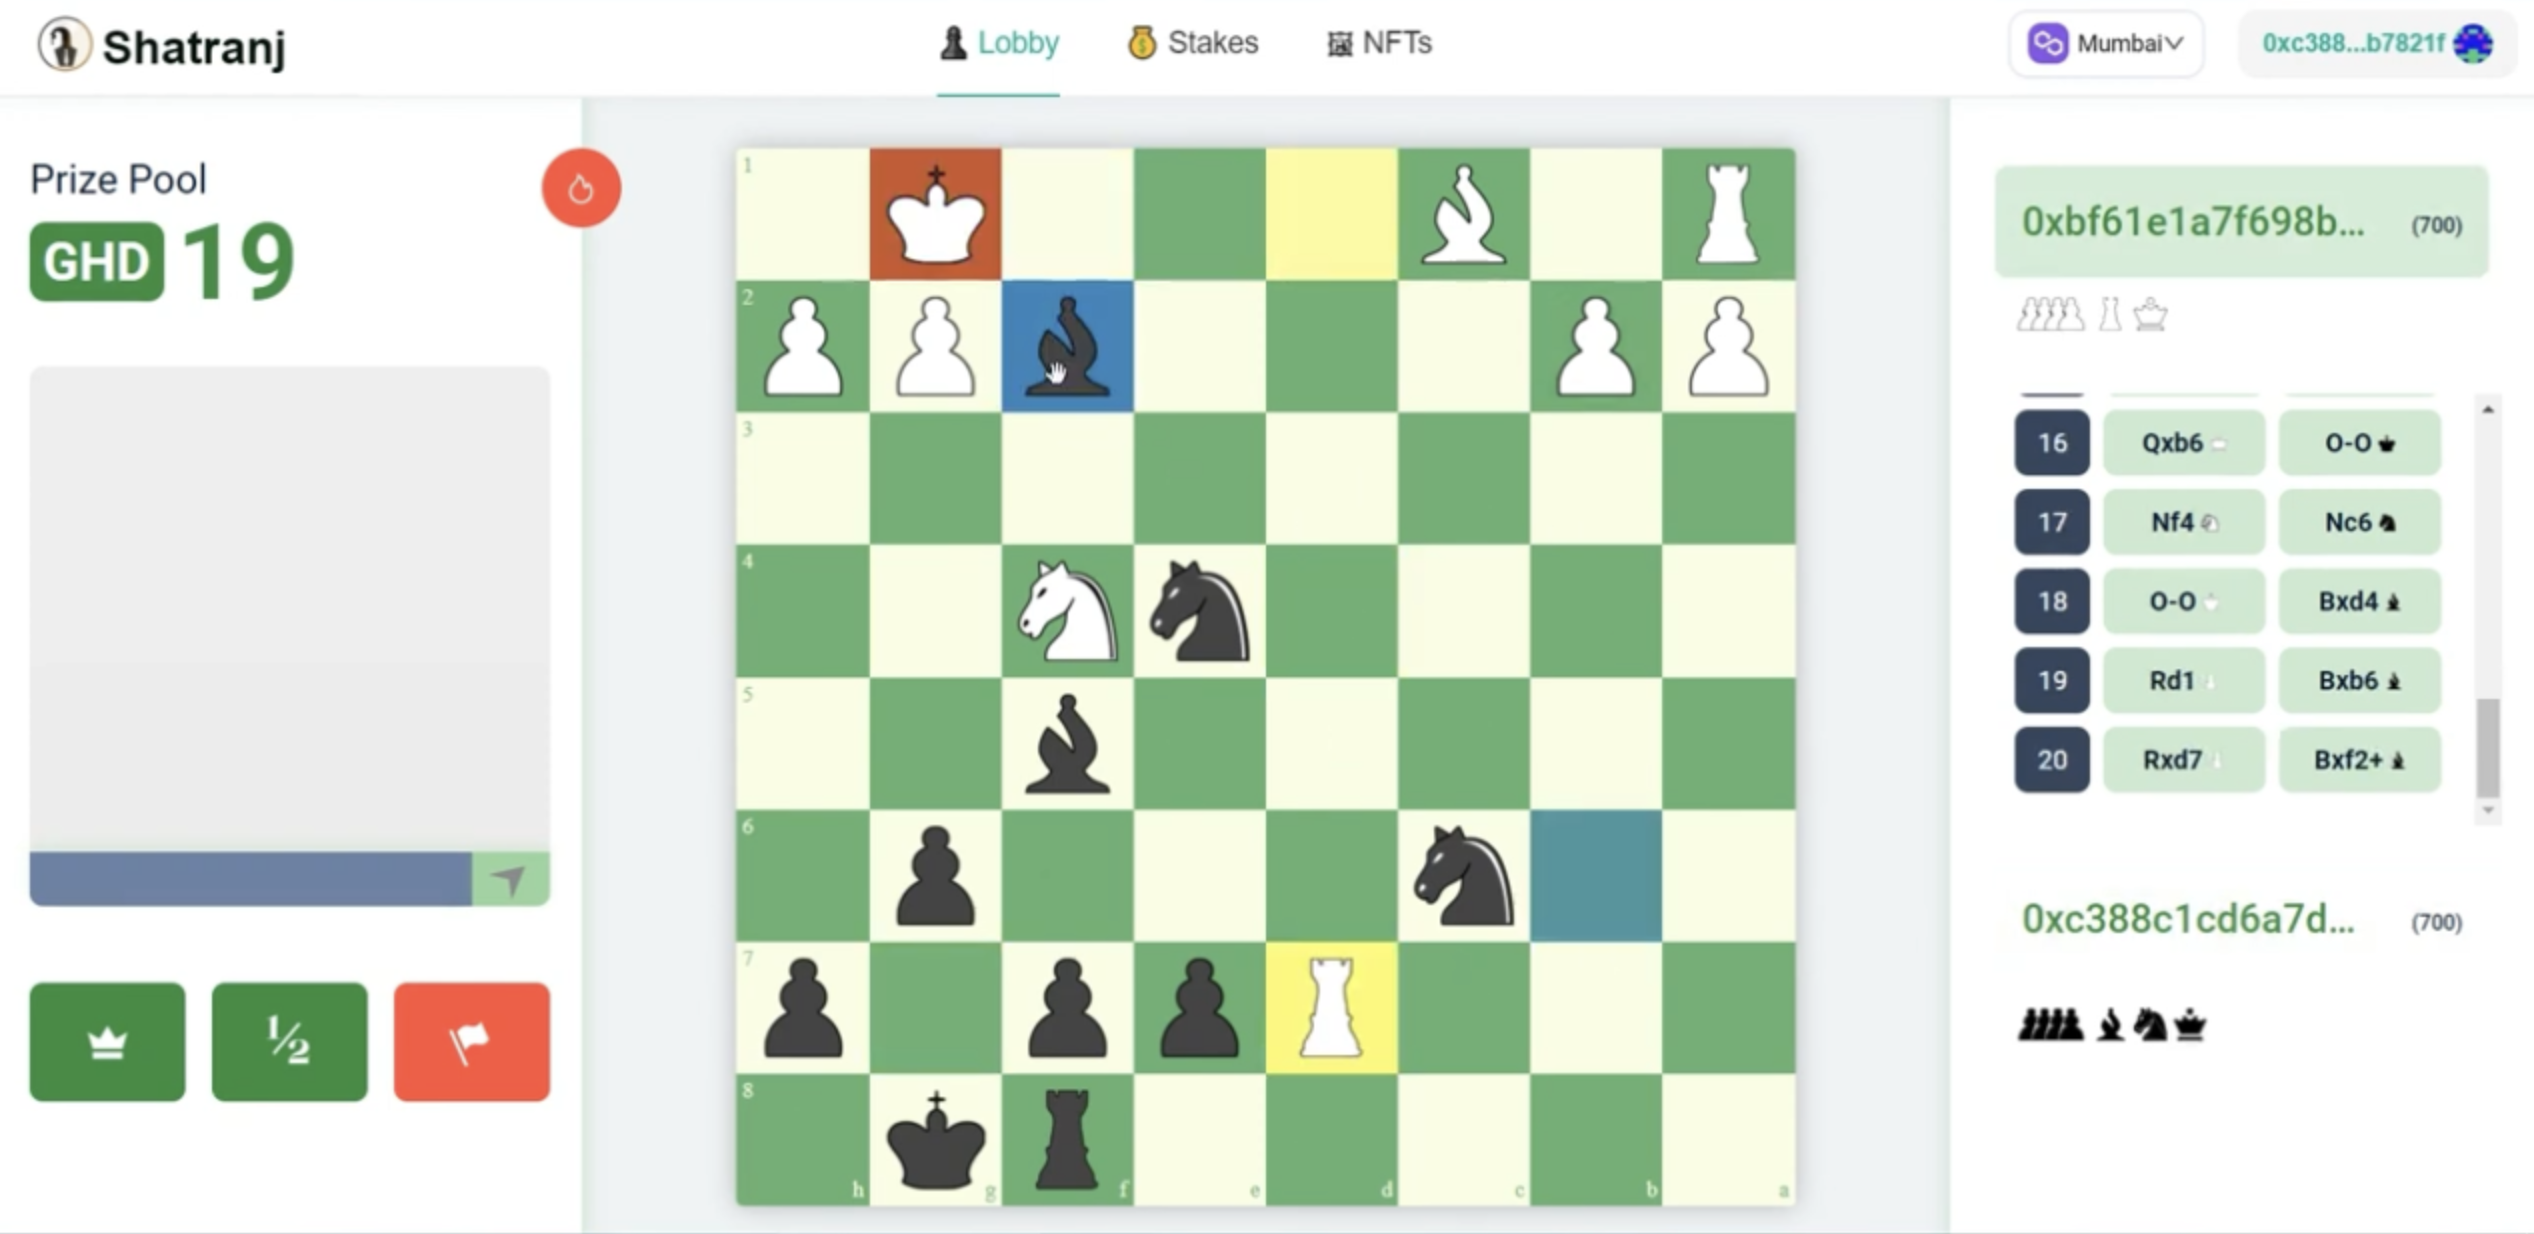 Shatranj
Lobby
Stakes
NFTs
Mumbai
0xc388...b7821f
Prize Pool
GHD 19
1/2
1
2
3
4
5
6
7
8
h g f e d c b a
0xbf61e1a7f698b... (700)
16 Qxb6 O-O
17 Nf4 Nc6
18 O-O Bxd4
19 Rd1 Bxb6
20 Rxd7 Bxf2+
0xc388c1cd6a7d... (700)